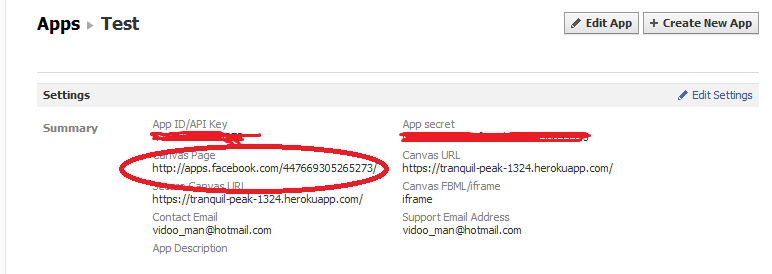 Apps ▸ Test
Edit App
+ Create New App
Settings
Edit Settings
Summary
App ID/API Key
App secret
Canvas Page
http://apps.facebook.com/447669305265273/
Canvas URL
https://tranquil-peak-1324.herokuapp.com/
Canvas URL
https://tranquil-peak-1324.herokuapp.com/
Canvas FBML/iframe
iframe
Contact Email
vidoo_man@hotmail.com
Support Email Address
vidoo_man@hotmail.com
App Description